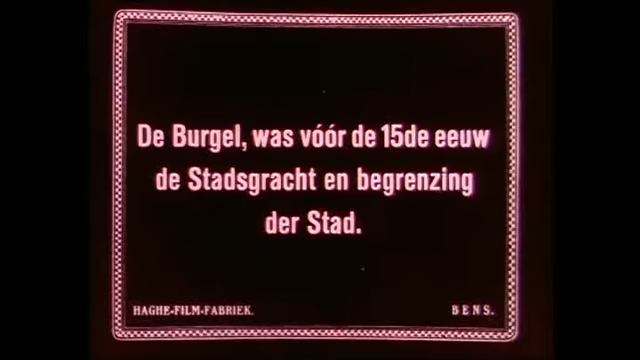 De Burgel, was vóór de 15de eeuw
de Stadsgracht en begrenzing
der Stad.
HAGHE-FILM-FABRIEK. BENS.